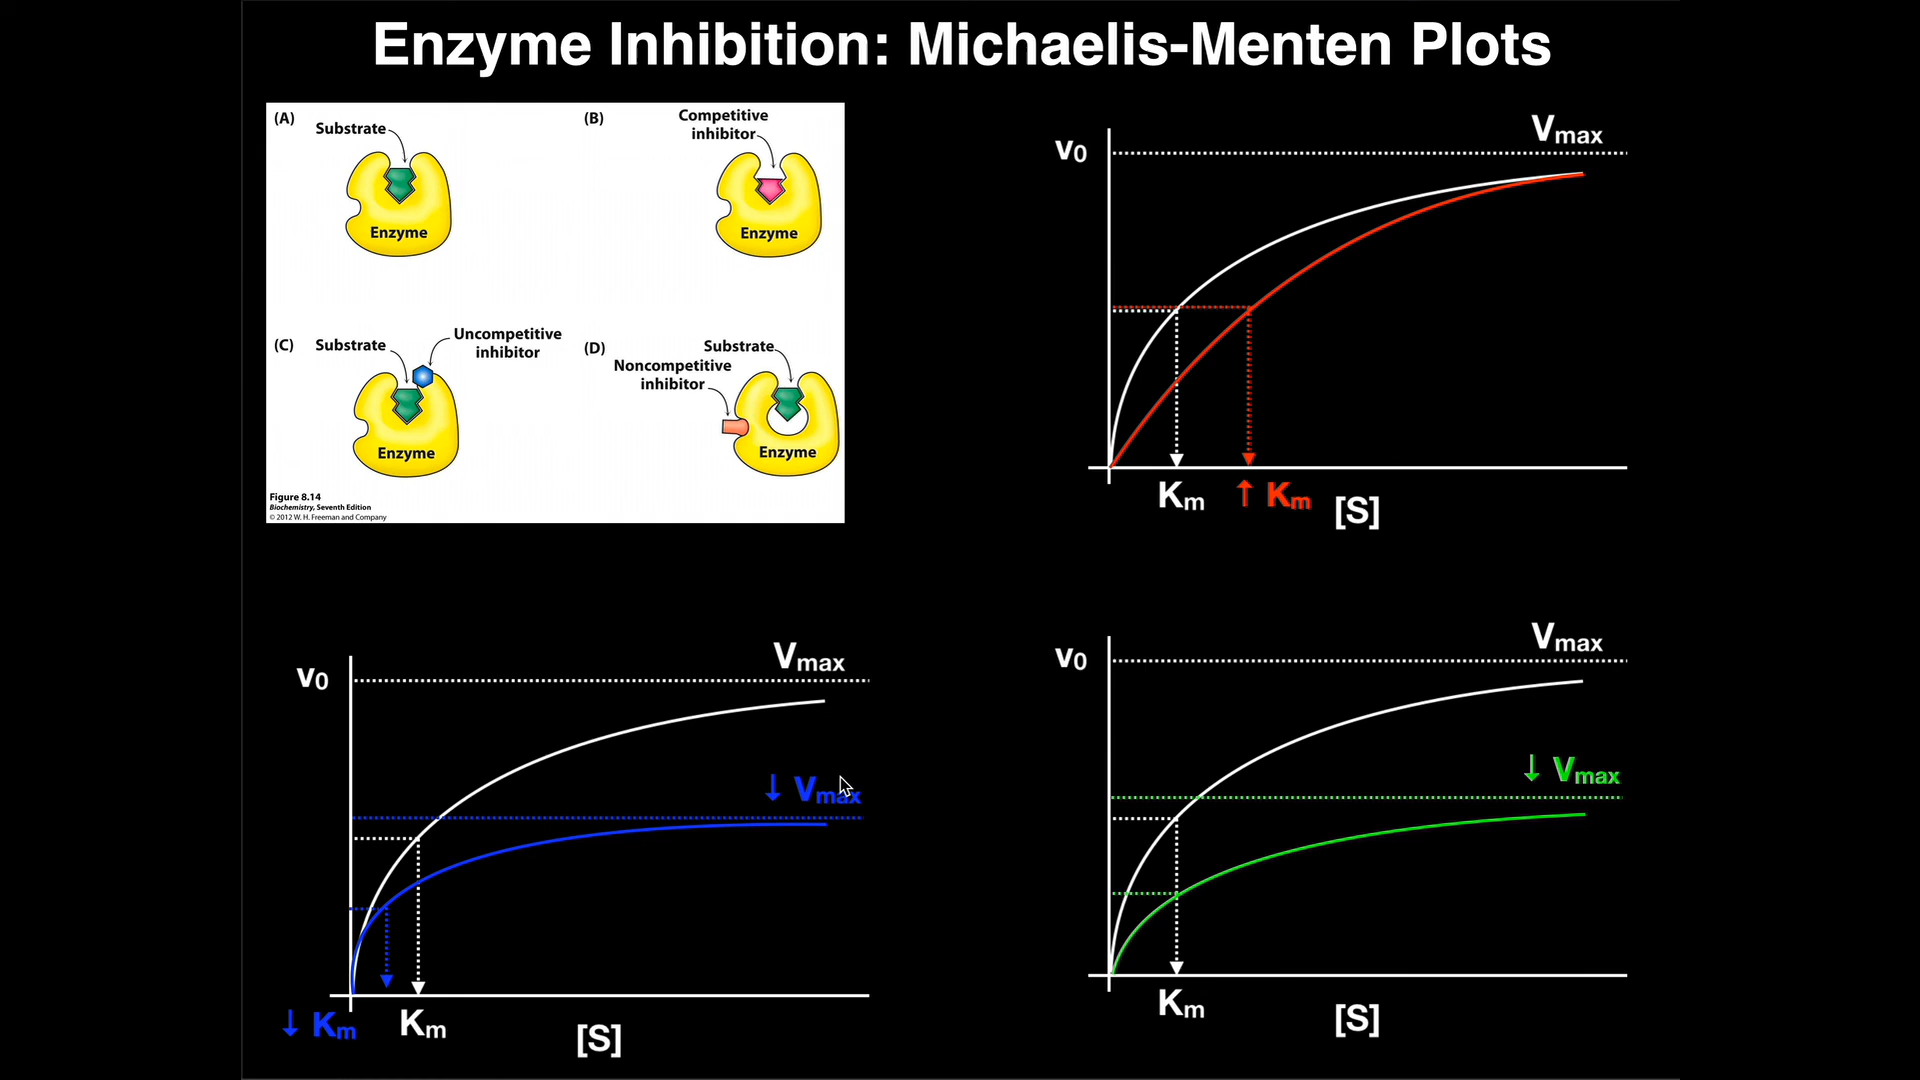 Enzyme Inhibition: Michaelis-Menten Plots
(A)
Substrate
Enzyme
(B)
Competitive
inhibitor
Enzyme
(C)
Substrate
Uncompetitive
inhibitor
Enzyme
(D)
Substrate
Noncompetitive
inhibitor
Enzyme
Figure 8.14
Biochemistry, Seventh Edition
© 2012 W. H. Freeman and Company
v0
Vmax
Km
↑ Km
[S]
v0
Vmax
↓ Vmax
↓ Km
Km
[S]
v0
Vmax
↓ Vmax
Km
[S]